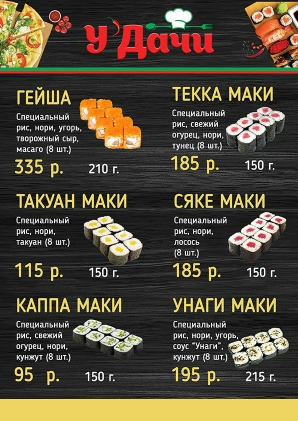 У Дачи
ГЕЙША
Специальный
рис, нори, угорь,
творожный сыр,
масаго (8 шт.)
335 р. 210 г.
ТЕККА МАКИ
Специальный
рис, свежий
огурец, нори,
тунец (8 шт.)
185 р. 150 г.
ТАКУАН МАКИ
Специальный
рис, нори,
такуан (8 шт.)
115 р. 150 г.
СЯКЕ МАКИ
Специальный
рис, нори,
лосось
(8 шт.)
185 р. 150 г.
КАППА МАКИ
Специальный
рис, свежий
огурец, нори,
кунжут (8 шт.)
95 р. 150 г.
УНАГИ МАКИ
Специальный
рис, нори, угорь,
соус "Унаги",
кунжут (8 шт.)
195 р. 215 г.